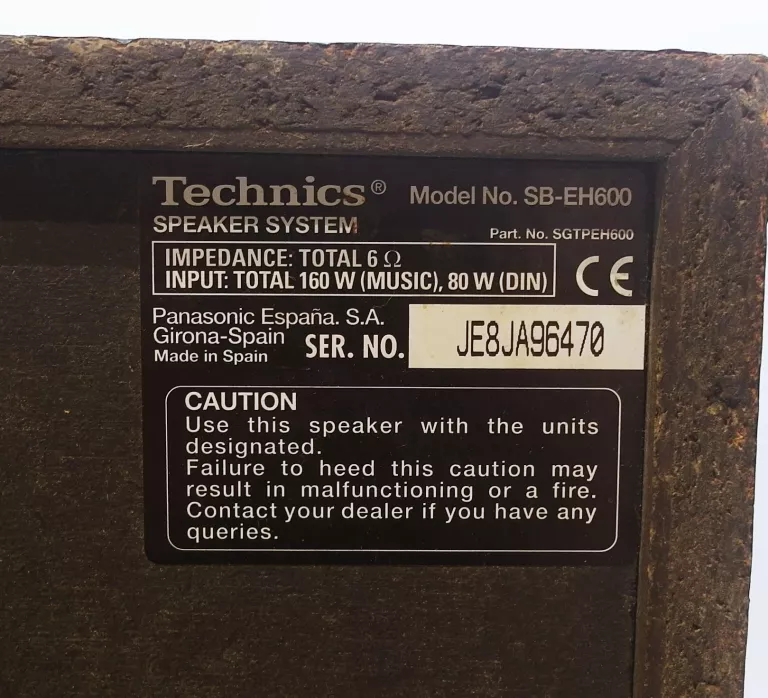 Technics® Model No. SB-EH600
SPEAKER SYSTEM Part. No. SGTPEH600
IMPEDANCE: TOTAL 6 Ω
INPUT: TOTAL 160 W (MUSIC), 80 W (DIN)
CE
Panasonic España. S.A.
Girona-Spain
Made in Spain
SER. NO. JE8JA96470
CAUTION
Use this speaker with the units
designated.
Failure to heed this caution may
result in malfunctioning or a fire.
Contact your dealer if you have any
queries.